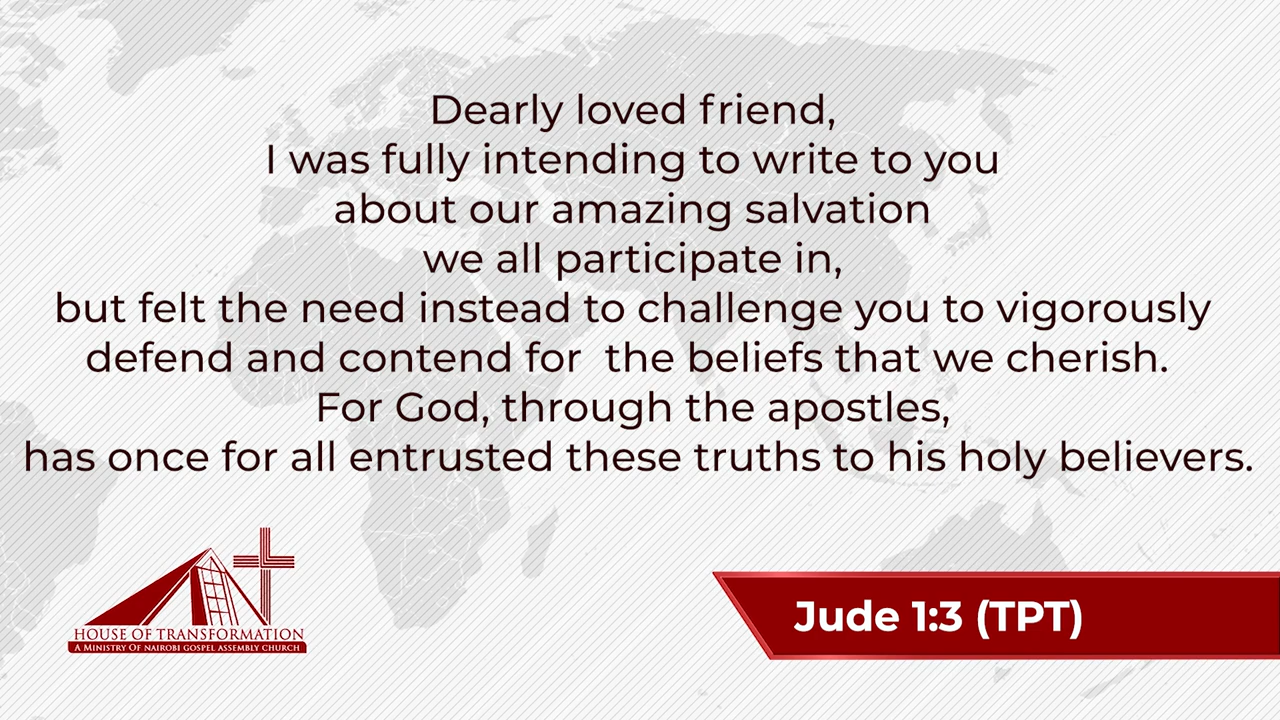 Dearly loved friend,
I was fully intending to write to you
about our amazing salvation
we all participate in,
but felt the need instead to challenge you to vigorously
defend and contend for  the beliefs that we cherish.
For God, through the apostles,
has once for all entrusted these truths to his holy believers.
HOUSE OF TRANSFORMATION
A MINISTRY OF NAIROBI GOSPEL ASSEMBLY CHURCH
Jude 1:3 (TPT)